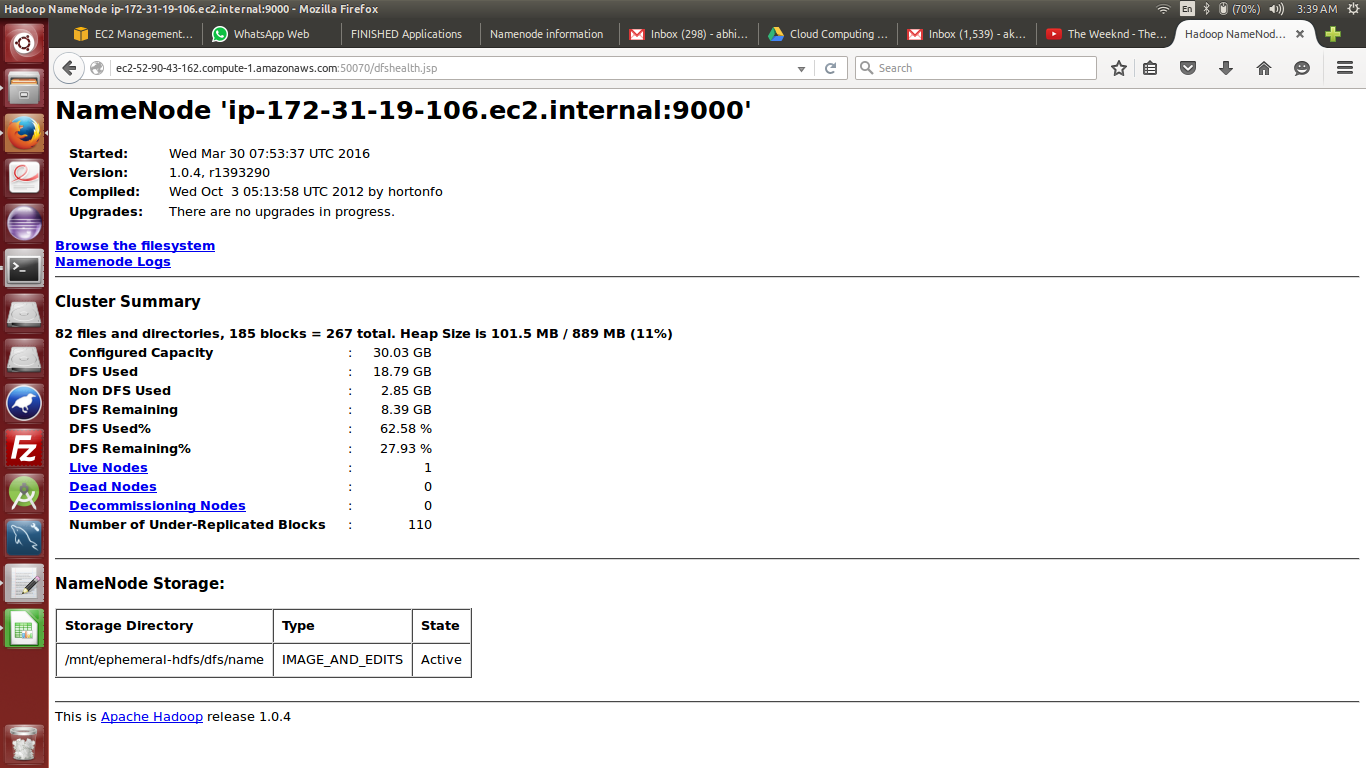 Hadoop NameNode ip-172-31-19-106.ec2.internal:9000 - Mozilla Firefox
En (70%) 3:39 AM
EC2 Management... WhatsApp Web FINISHED Applications Namenode information Inbox (298) - abhi... Cloud Computing ... Inbox (1,539) - ak... The Weeknd - The... Hadoop NameNod...
ec2-52-90-43-162.compute-1.amazonaws.com:50070/dfshealth.jsp
Search
NameNode 'ip-172-31-19-106.ec2.internal:9000'
Started: Wed Mar 30 07:53:37 UTC 2016
Version: 1.0.4, r1393290
Compiled: Wed Oct 3 05:13:58 UTC 2012 by hortonfo
Upgrades: There are no upgrades in progress.
Browse the filesystem
Namenode Logs
Cluster Summary
82 files and directories, 185 blocks = 267 total. Heap Size is 101.5 MB / 889 MB (11%)
Configured Capacity : 30.03 GB
DFS Used : 18.79 GB
Non DFS Used : 2.85 GB
DFS Remaining : 8.39 GB
DFS Used% : 62.58 %
DFS Remaining% : 27.93 %
Live Nodes : 1
Dead Nodes : 0
Decommissioning Nodes : 0
Number of Under-Replicated Blocks : 110
NameNode Storage:
Storage Directory Type State
/mnt/ephemeral-hdfs/dfs/name IMAGE_AND_EDITS Active
This is Apache Hadoop release 1.0.4